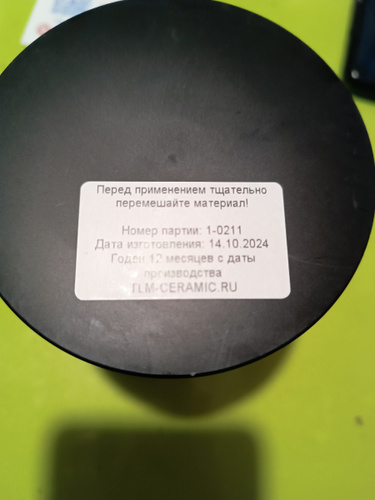 Перед применением тщательно
перемешайте материал!
Номер партии: 1-0211
Дата изготовления: 14.10.2024
Годен 12 месяцев с даты
производства
TLM-CERAMIC.RU